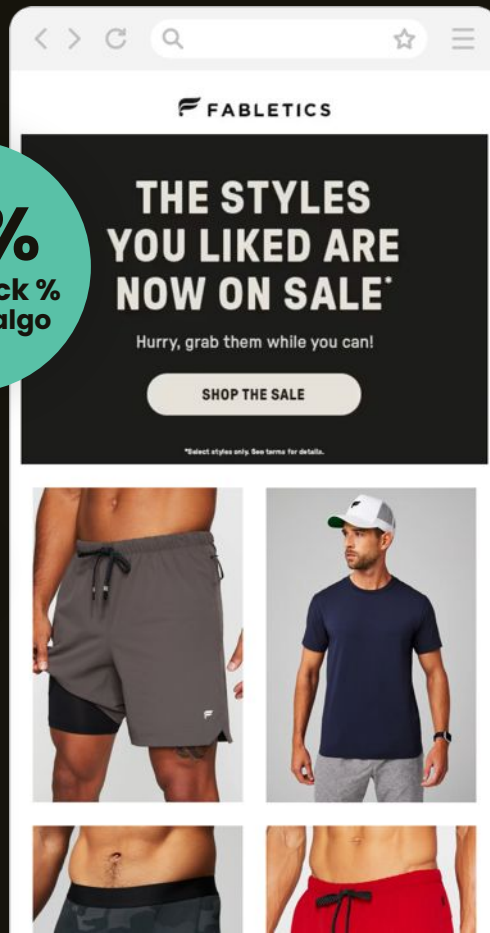 FABLETICS
THE STYLES
YOU LIKED ARE
NOW ON SALE*
Hurry, grab them while you can!
SHOP THE SALE
*Select styles only. See terms for details.
%
ck %
algo